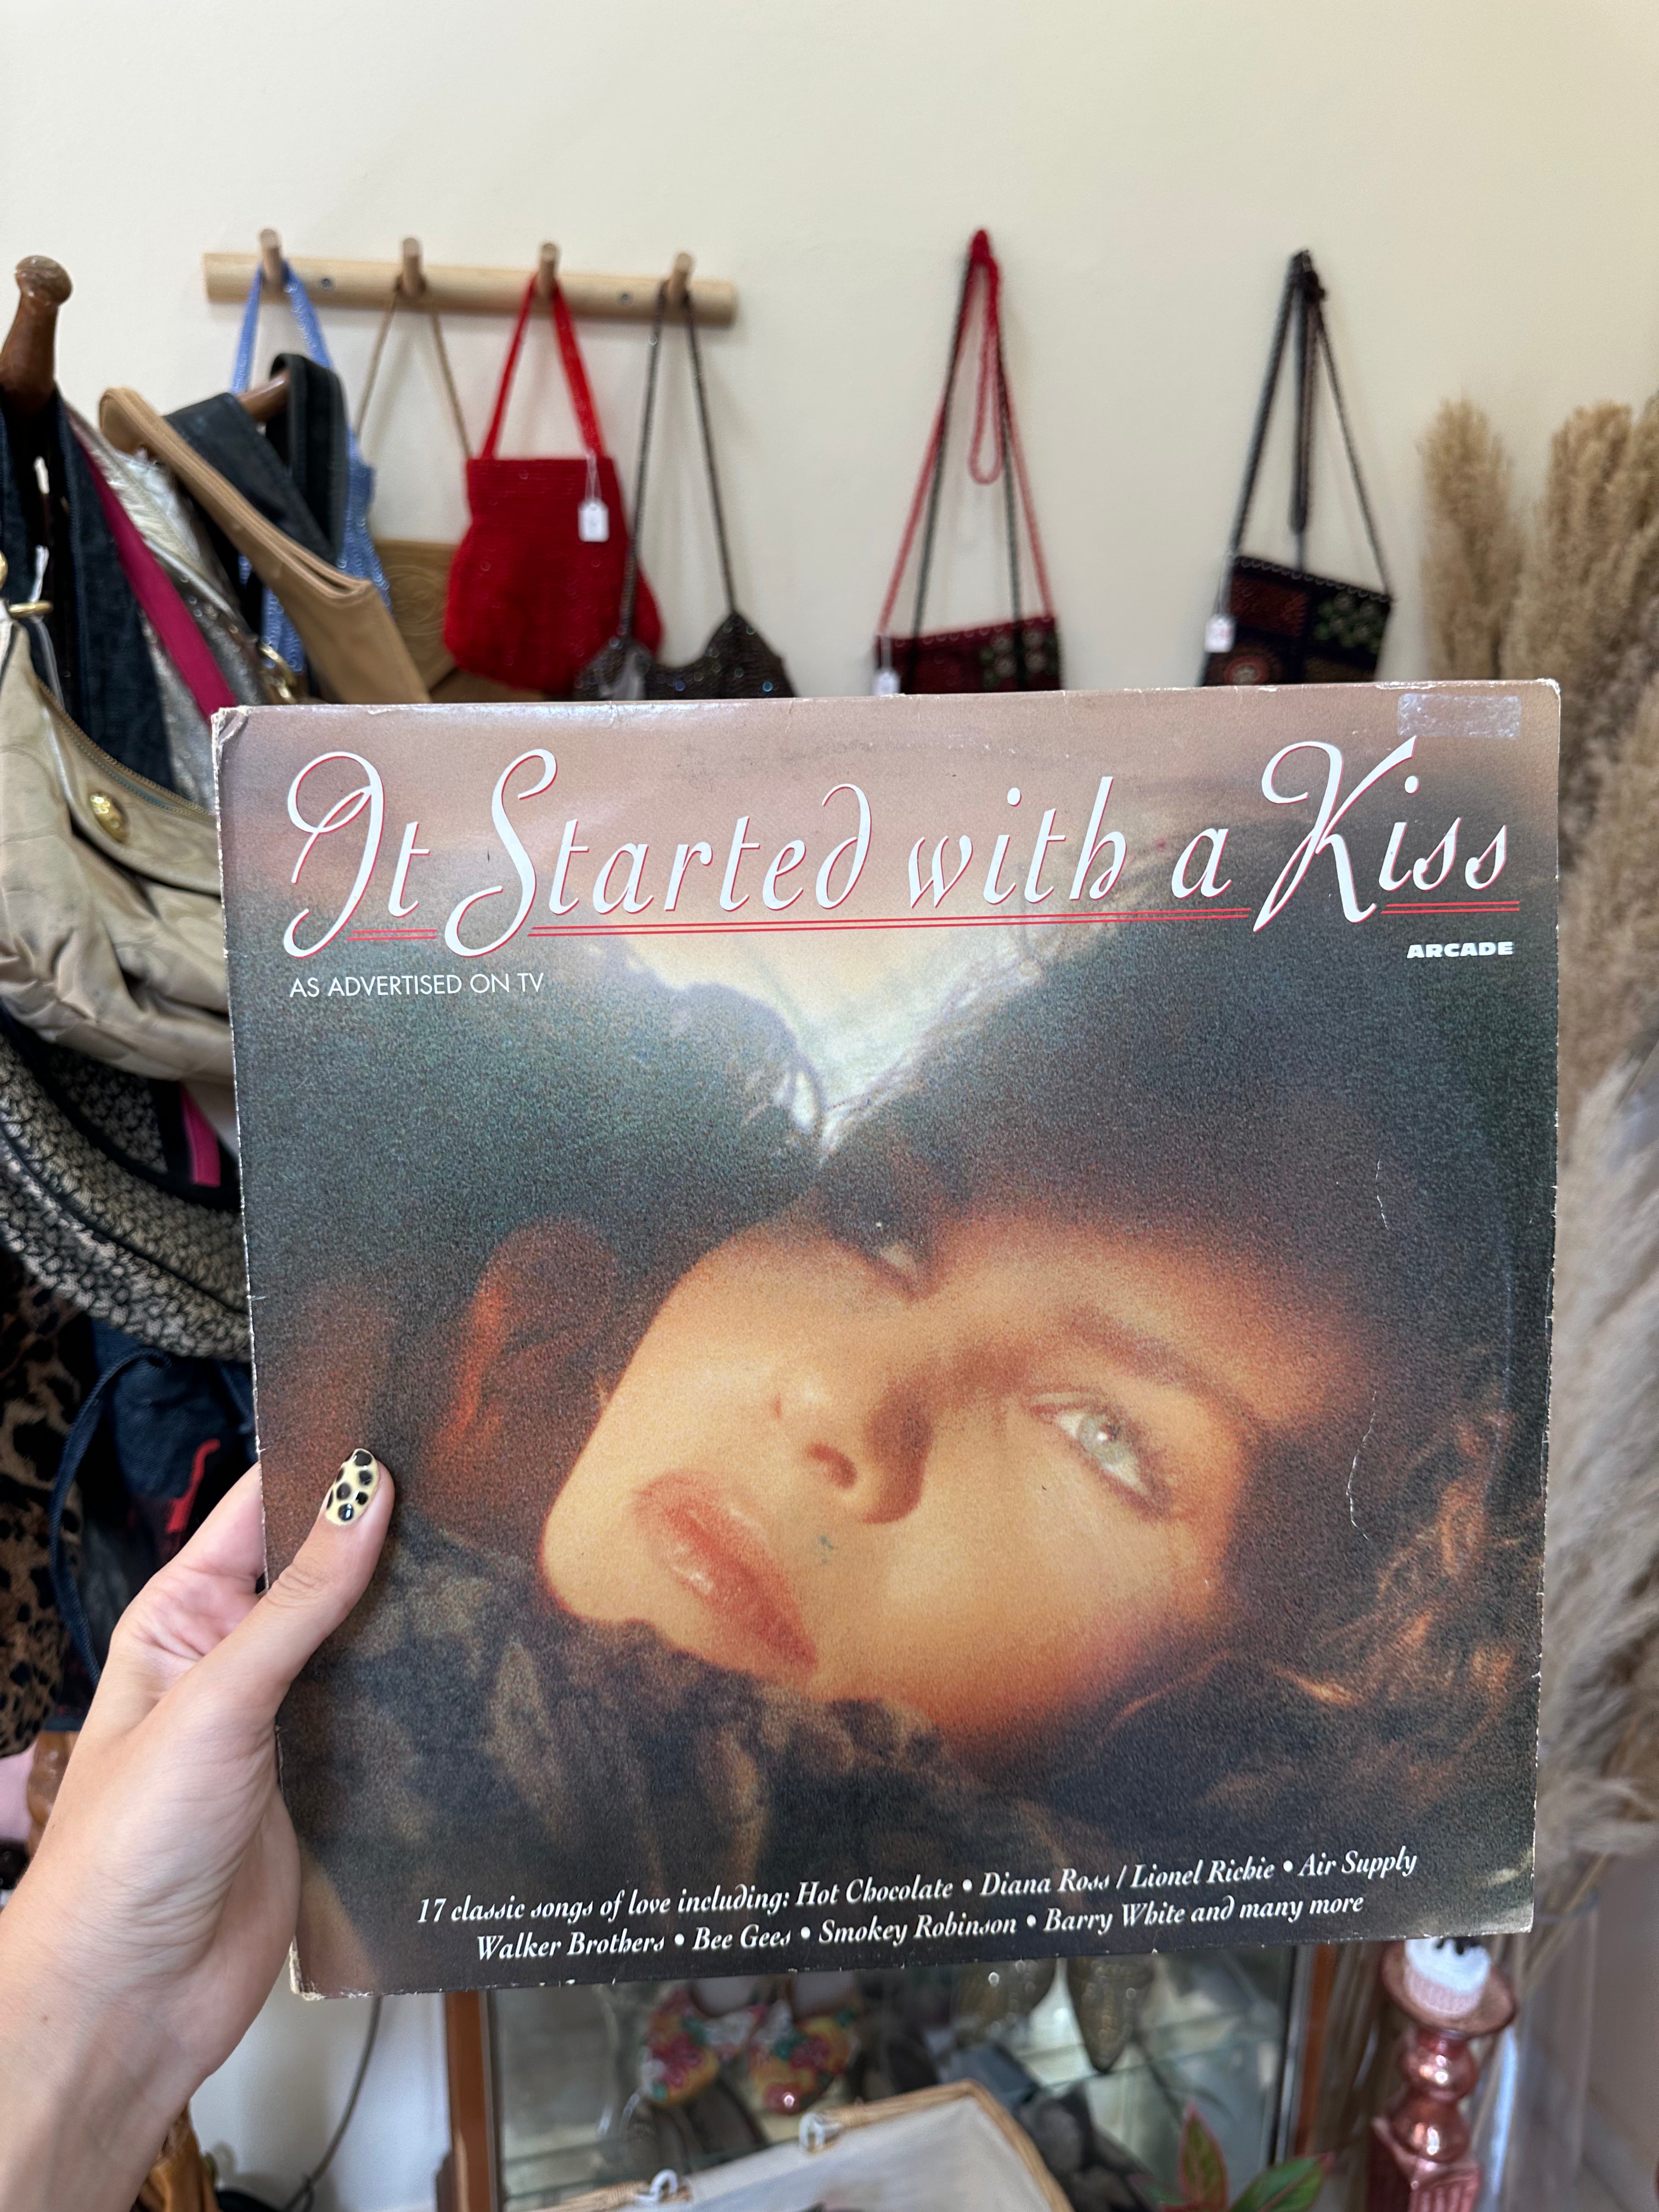 It Started with a Kiss
ARCADE
AS ADVERTISED ON TV
17 classic songs of love including: Hot Chocolate • Diana Ross / Lionel Richie • Air Supply
Walker Brothers • Bee Gees • Smokey Robinson • Barry White and many more